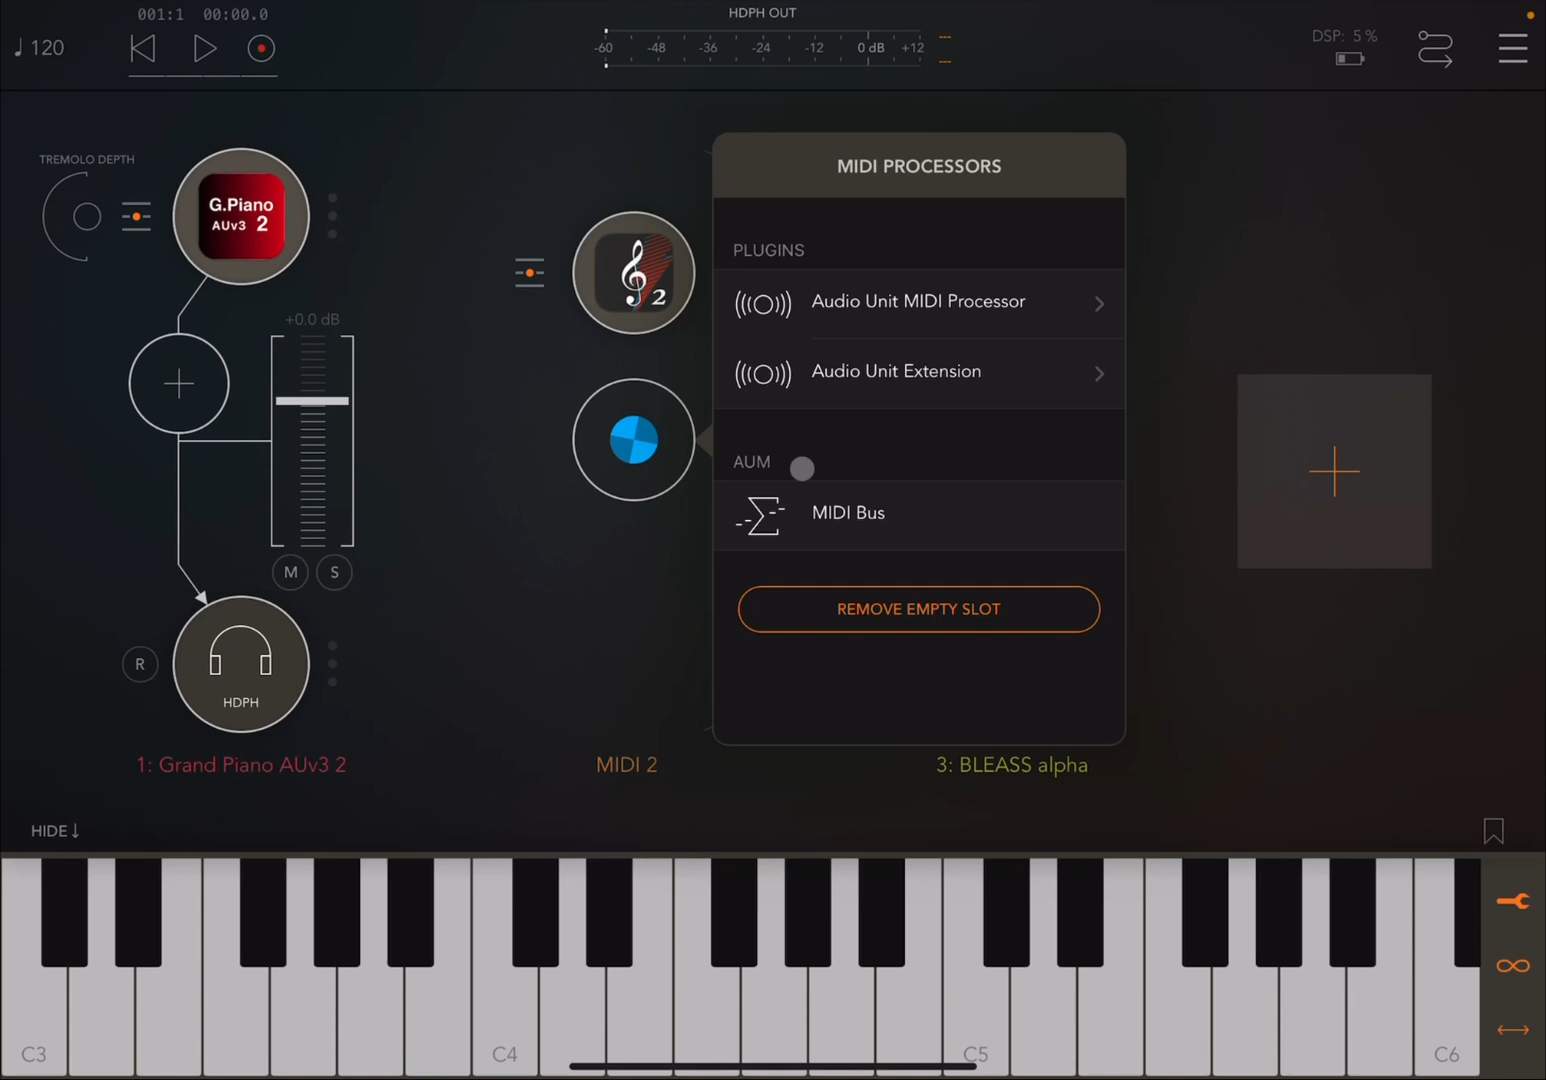 001:1 00:00.0
HDPH OUT
120
-60 -48 -36 -24 -12 0 dB +12
DSP: 5 %
TREMOLO DEPTH
G.Piano
AUv3 2
+0.0 dB
M S
R
HDPH
1: Grand Piano AUv3 2
2
MIDI 2
MIDI PROCESSORS
PLUGINS
Audio Unit MIDI Processor
Audio Unit Extension
AUM
MIDI Bus
REMOVE EMPTY SLOT
3: BLEASS alpha
HIDE↓
C3 C4 C5 C6